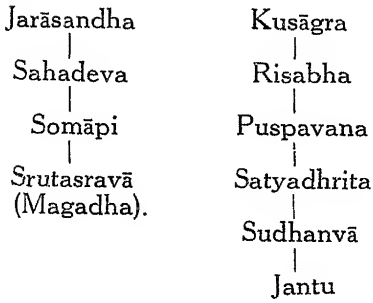 Jarāsandha
Sahadeva
Somāpi
Srutasravā
(Magadha).
Kusāgra
Risabha
Puspavana
Satyadhrita
Sudhanvā
Jantu